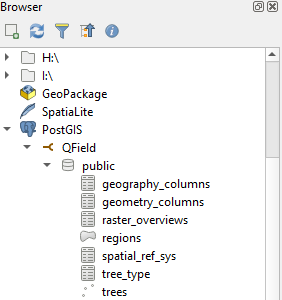 Browser
H:\
I:\
GeoPackage
SpatiaLite
PostGIS
QField
public
geography_columns
geometry_columns
raster_overviews
regions
spatial_ref_sys
tree_type
trees